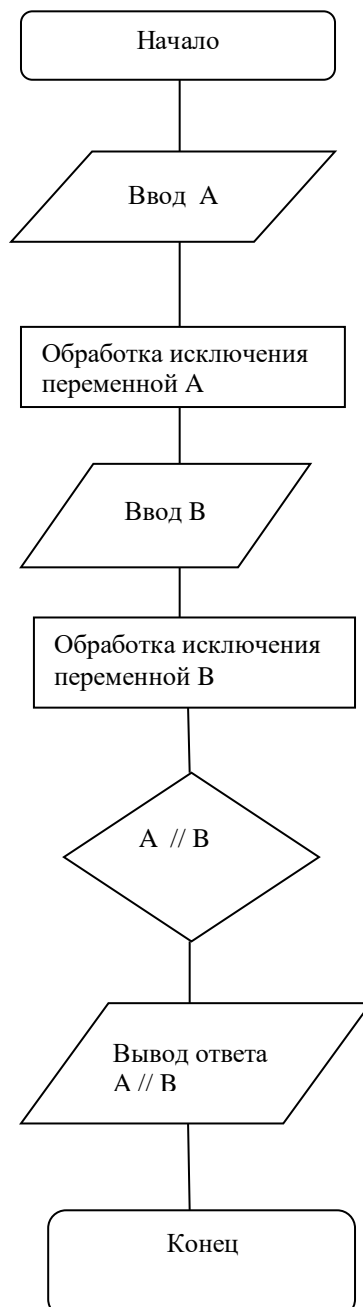 Начало
Ввод А
Обработка исключения
переменной А
Ввод В
Обработка исключения
переменной В
А // В
Вывод ответа
А // В
Конец